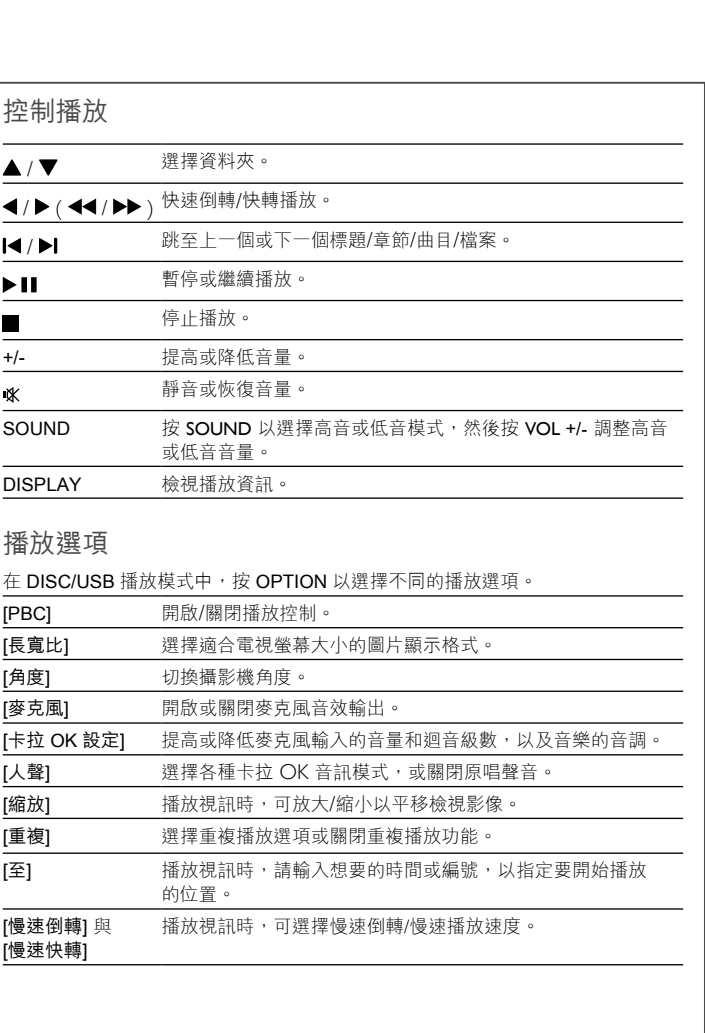 控制播放
▲ / ▼ 選擇資料夾。
◀ / ▶ ( ◀◀ / ▶▶ ) 快速倒轉/快轉播放。
|◀ / ▶| 跳至上一個或下一個標題/章節/曲目/檔案。
▶❚❚ 暫停或繼續播放。
■ 停止播放。
+/- 提高或降低音量。
靜音或恢復音量。
SOUND 按 SOUND 以選擇高音或低音模式，然後按 VOL +/- 調整高音
或低音音量。
DISPLAY 檢視播放資訊。
播放選項
在 DISC/USB 播放模式中，按 OPTION 以選擇不同的播放選項。
[PBC] 開啟/關閉播放控制。
[長寬比] 選擇適合電視螢幕大小的圖片顯示格式。
[角度] 切換攝影機角度。
[麥克風] 開啟或關閉麥克風音效輸出。
[卡拉 OK 設定] 提高或降低麥克風輸入的音量和迴音級數，以及音樂的音調。
[人聲] 選擇各種卡拉 OK 音訊模式，或關閉原唱聲音。
[縮放] 播放視訊時，可放大/縮小以平移檢視影像。
[重複] 選擇重複播放選項或關閉重複播放功能。
[至] 播放視訊時，請輸入想要的時間或編號，以指定要開始播放
的位置。
[慢速倒轉] 與 播放視訊時，可選擇慢速倒轉/慢速播放速度。
[慢速快轉]